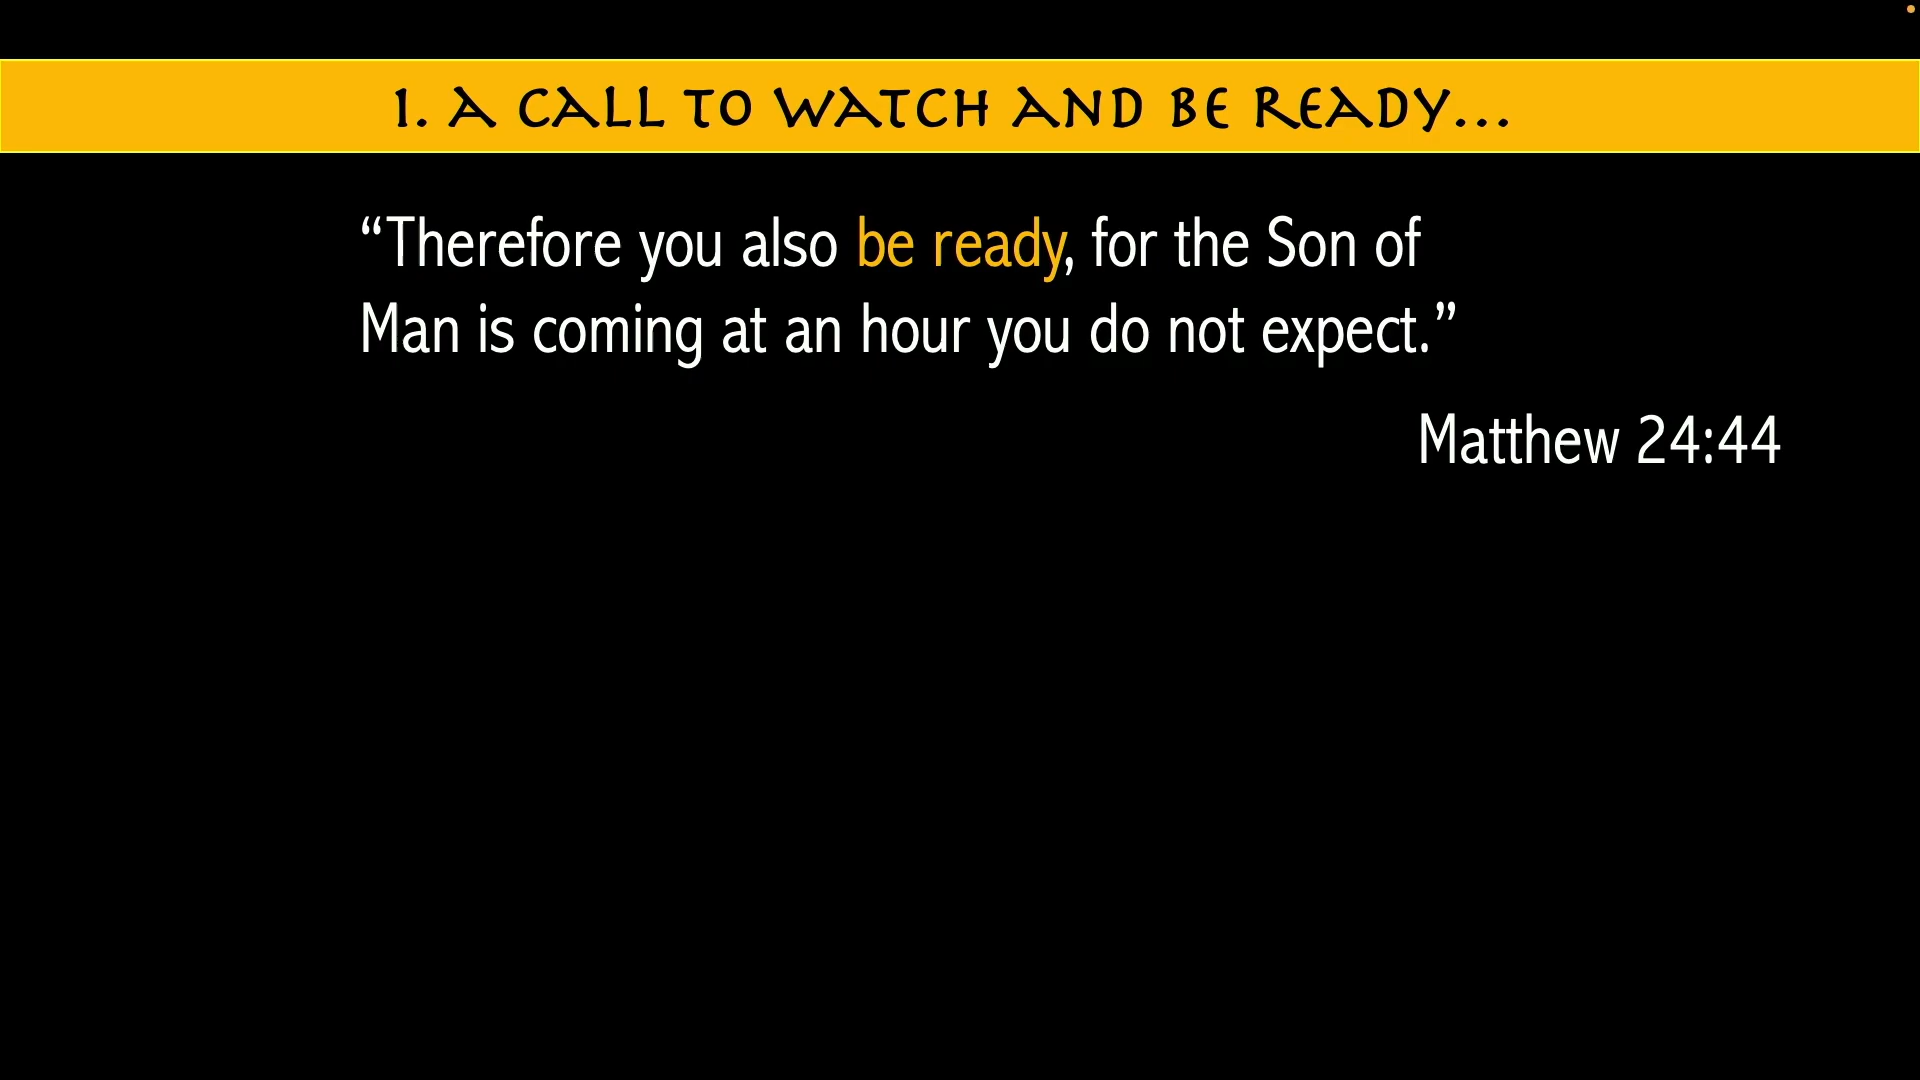 1. A CALL TO WATCH AND BE READY...
“Therefore you also be ready, for the Son of
Man is coming at an hour you do not expect.”
Matthew 24:44